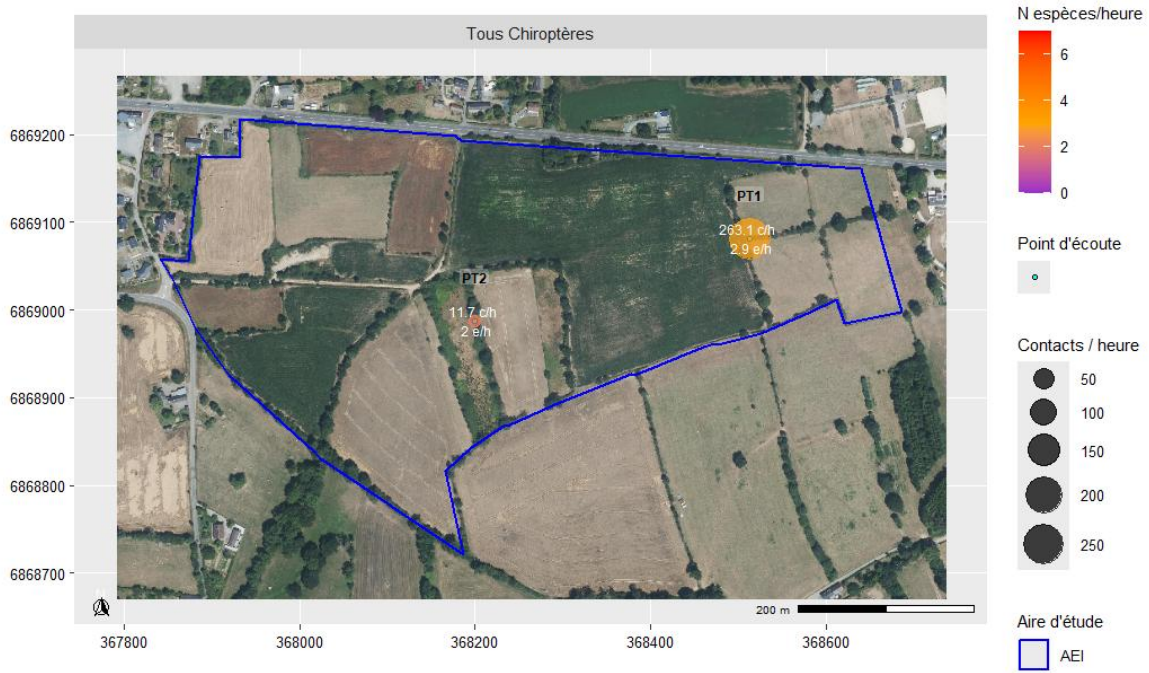 Tous Chiroptères
6869200
6869100
6869000
6868900
6868800
6868700
PT1
263.1 c/h
2.9 e/h
PT2
11.7 c/h
2 e/h
200 m
367800
368000
368200
368400
368600
N espèces/heure
6
4
2
0
Point d'écoute
Contacts / heure
50
100
150
200
250
Aire d'étude
AEI